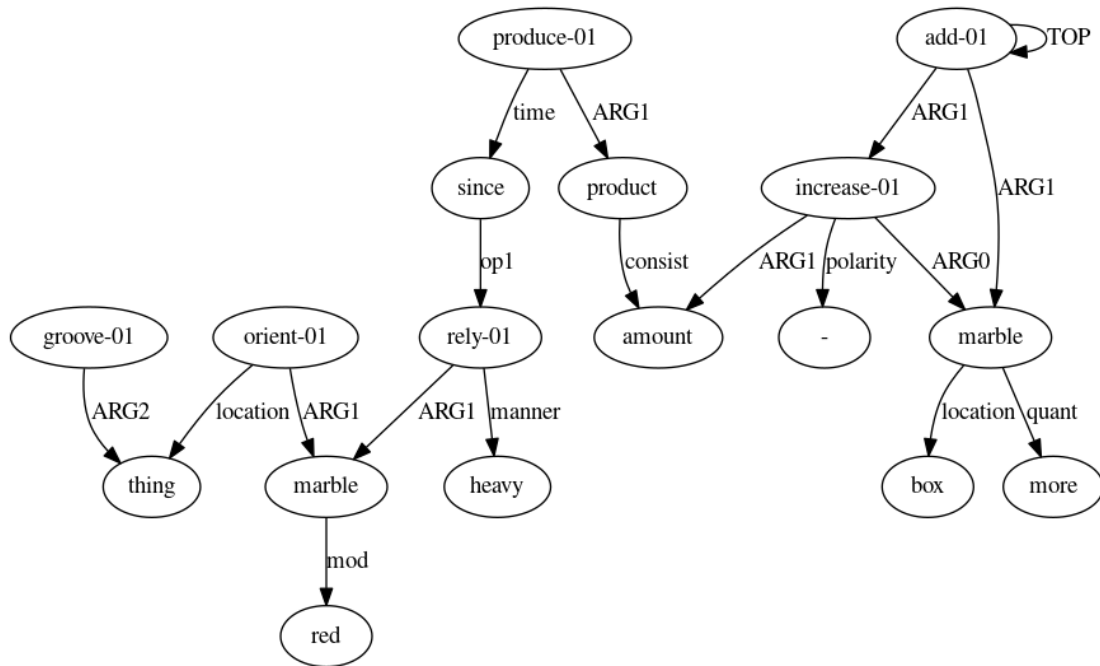 produce-01 add-01 TOP
time ARG1 ARG1
since product increase-01 ARG1
op1 consist ARG1 polarity ARG0
groove-01 orient-01 rely-01 amount - marble
ARG2 location ARG1 ARG1 manner location quant
thing marble heavy box more
mod
red